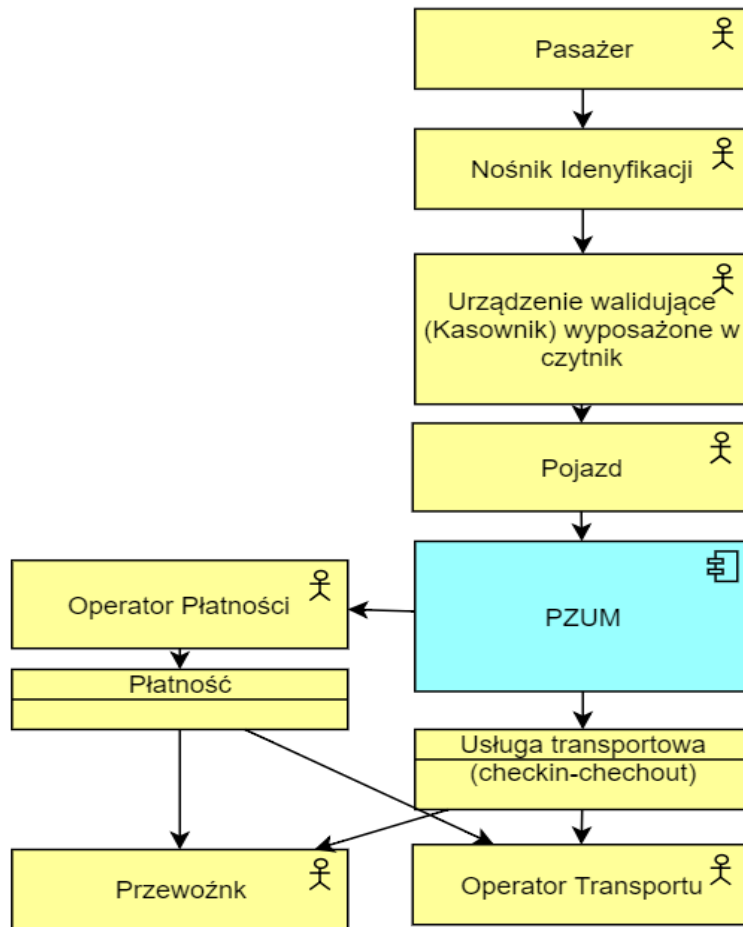 Pasażer
Nośnik Idenyfikacji
Urządzenie walidujące
(Kasownik) wyposażone w
czytnik
Pojazd
Operator Płatności
PZUM
Płatność
Usługa transportowa
(checkin-chechout)
Przewoźnk
Operator Transportu